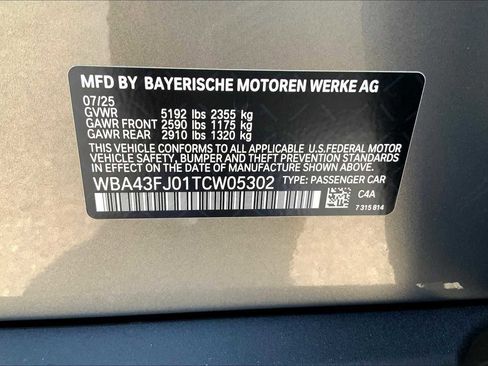 MFD BY BAYERISCHE MOTOREN WERKE AG
07/25
GVWR 5192 lbs 2355 kg
GAWR FRONT 2590 lbs 1175 kg
GAWR REAR 2910 lbs 1320 kg
THIS VEHICLE CONFORMS TO ALL APPLICABLE U.S.FEDERAL MOTOR
VEHICLE SAFETY, BUMPER AND THEFT PREVENTION STANDARDS
IN EFFECT ON THE DATE OF MANUFACTURE SHOWN ABOVE.
WBA43FJ01TCW05302 TYPE: PASSENGER CAR
C4A
7 315 814